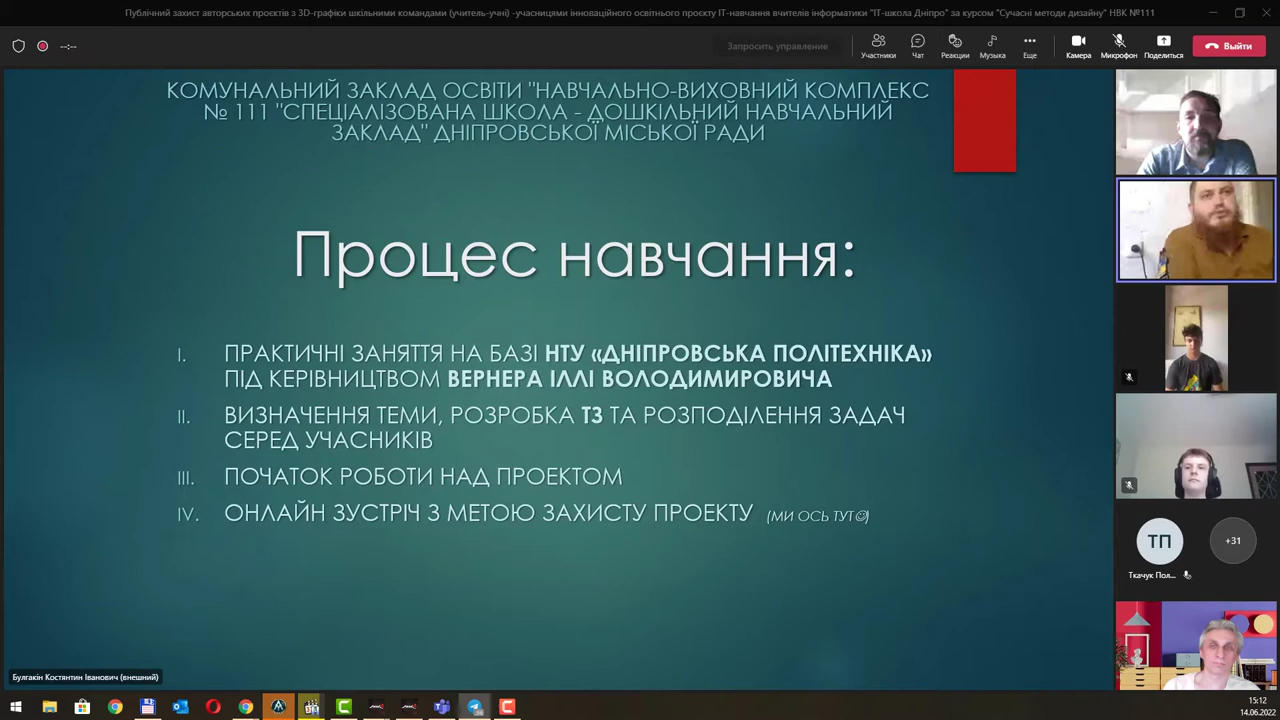 Публічний захист авторських проєктів з 3D-графіки шкільними командами (учитель-учні) -учасницями інноваційного освітнього проєкту ІТ-навчання вчителів інформатики "ІТ-школа Дніпро" за курсом "Сучасні методи дизайну" НВК №111
--:--
Запросить управление
Участники
Чат
Реакции
Музыка
Еще
Камера
Микрофон
Поделиться
Выйти
КОМУНАЛЬНИЙ ЗАКЛАД ОСВІТИ "НАВЧАЛЬНО-ВИХОВНИЙ КОМПЛЕКС
№ 111 "СПЕЦІАЛІЗОВАНА ШКОЛА - ДОШКІЛЬНИЙ НАВЧАЛЬНИЙ
ЗАКЛАД" ДНІПРОВСЬКОЇ МІСЬКОЇ РАДИ
Процес навчання:
I. ПРАКТИЧНІ ЗАНЯТТЯ НА БАЗІ НТУ «ДНІПРОВСЬКА ПОЛІТЕХНІКА»
ПІД КЕРІВНИЦТВОМ ВЕРНЕРА ІЛЛІ ВОЛОДИМИРОВИЧА
II. ВИЗНАЧЕННЯ ТЕМИ, РОЗРОБКА ТЗ ТА РОЗПОДІЛЕННЯ ЗАДАЧ
СЕРЕД УЧАСНИКІВ
III. ПОЧАТОК РОБОТИ НАД ПРОЕКТОМ
IV. ОНЛАЙН ЗУСТРІЧ З МЕТОЮ ЗАХИСТУ ПРОЕКТУ (МИ ОСЬ ТУТ☺)
ТП
+31
Ткачук Пол...
Булгакін Костянтин Іванович (внешний)
15:12
14.06.2022